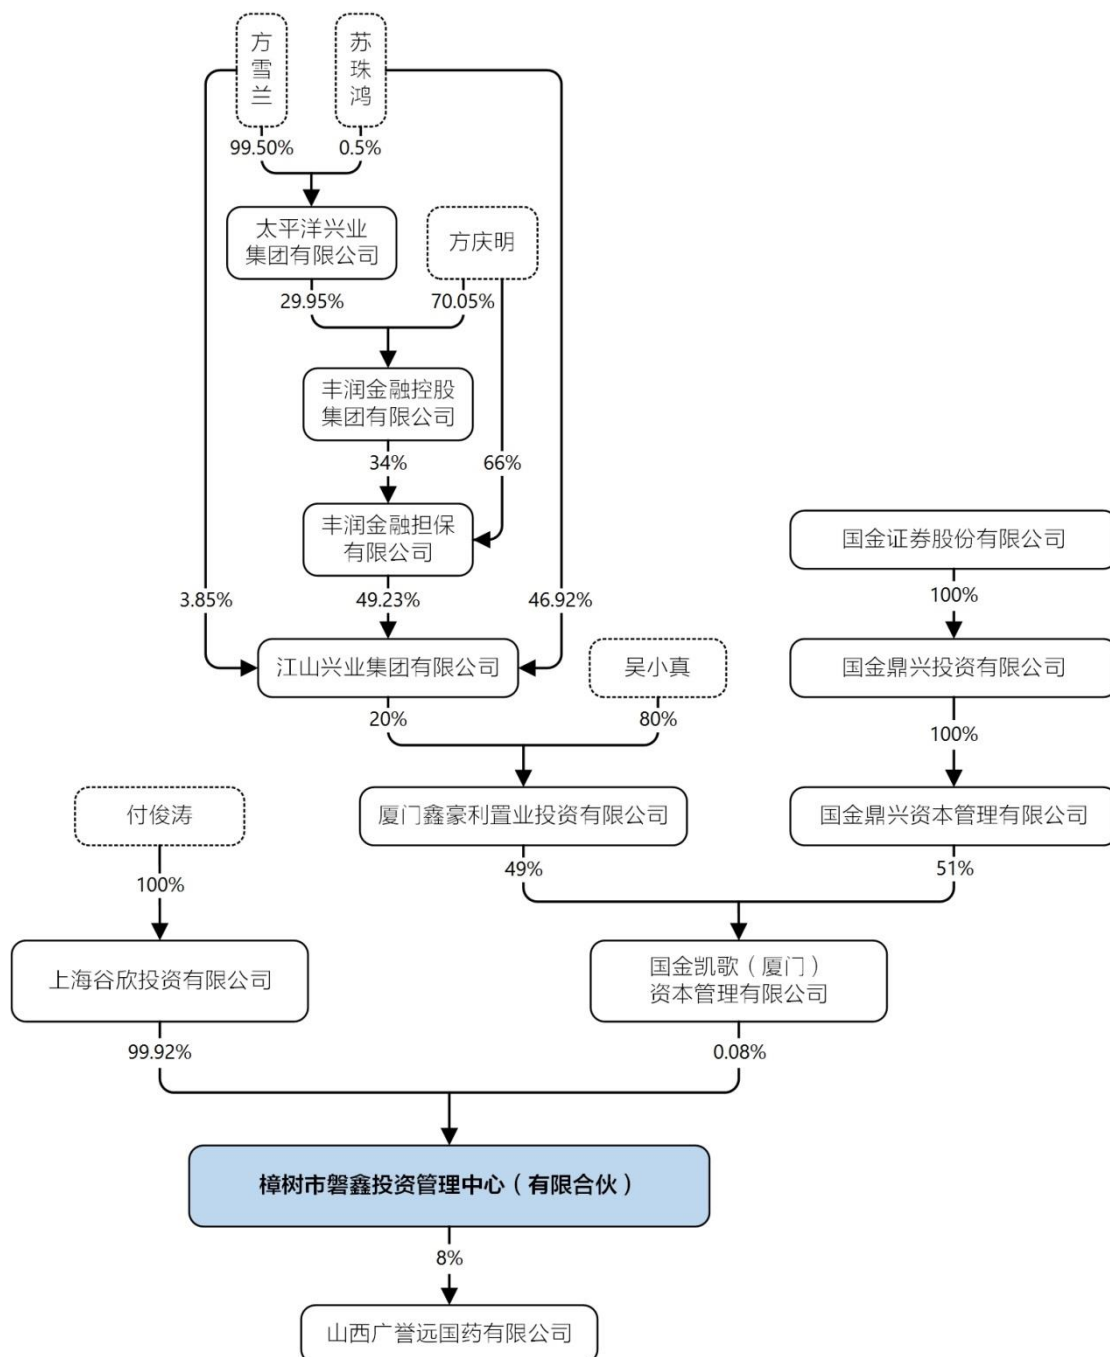 方
雪
兰
苏
珠
鸿
99.50%
0.5%
太平洋兴业
集团有限公司
方庆明
29.95%
70.05%
丰润金融控股
集团有限公司
34%
66%
丰润金融担保
有限公司
国金证券股份有限公司
3.85%
49.23%
46.92%
100%
江山兴业集团有限公司
吴小真
国金鼎兴投资有限公司
20%
80%
100%
付俊涛
厦门鑫豪利置业投资有限公司
国金鼎兴资本管理有限公司
100%
49%
51%
上海谷欣投资有限公司
国金凯歌（厦门）
资本管理有限公司
99.92%
0.08%
樟树市磐鑫投资管理中心（有限合伙）
8%
山西广誉远国药有限公司